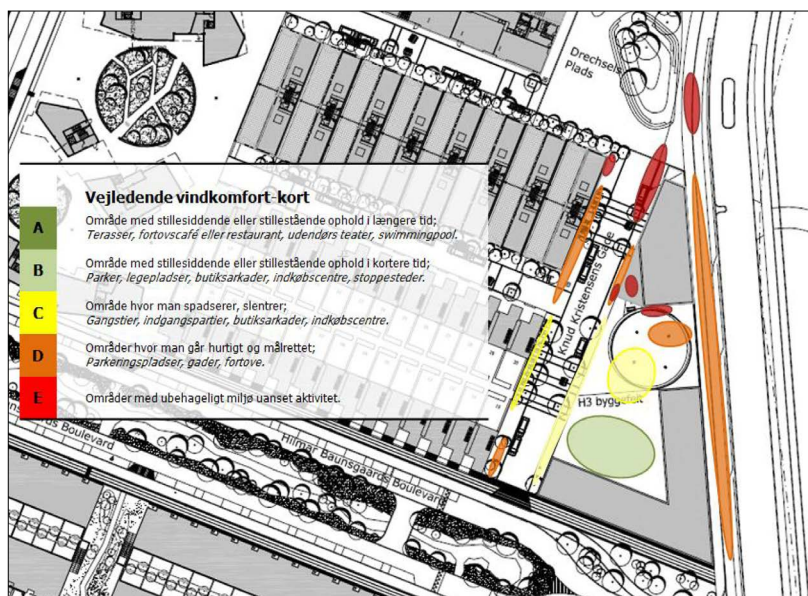 Drechsels
Plads
Vejledende vindkomfort-kort
A
Område med stillesiddende eller stillestående ophold i længere tid;
Terasser, fortovscafé eller restaurant, udendørs teater, swimmingpool.
B
Område med stillesiddende eller stillestående ophold i kortere tid;
Parker, legepladser, butiksarkader, indkøbscentre, stoppesteder.
C
Område hvor man spadserer, slentrer;
Gangstier, indgangspartier, butiksarkader, indkøbscentre.
D
Områder hvor man går hurtigt og målrettet;
Parkeringspladser, gader, fortove.
E
Områder med ubehageligt miljø uanset aktivitet.
Knud Kristensens Gade
H3 byggefelt
Hilmar Baunsgaards Boulevard
Boulevard